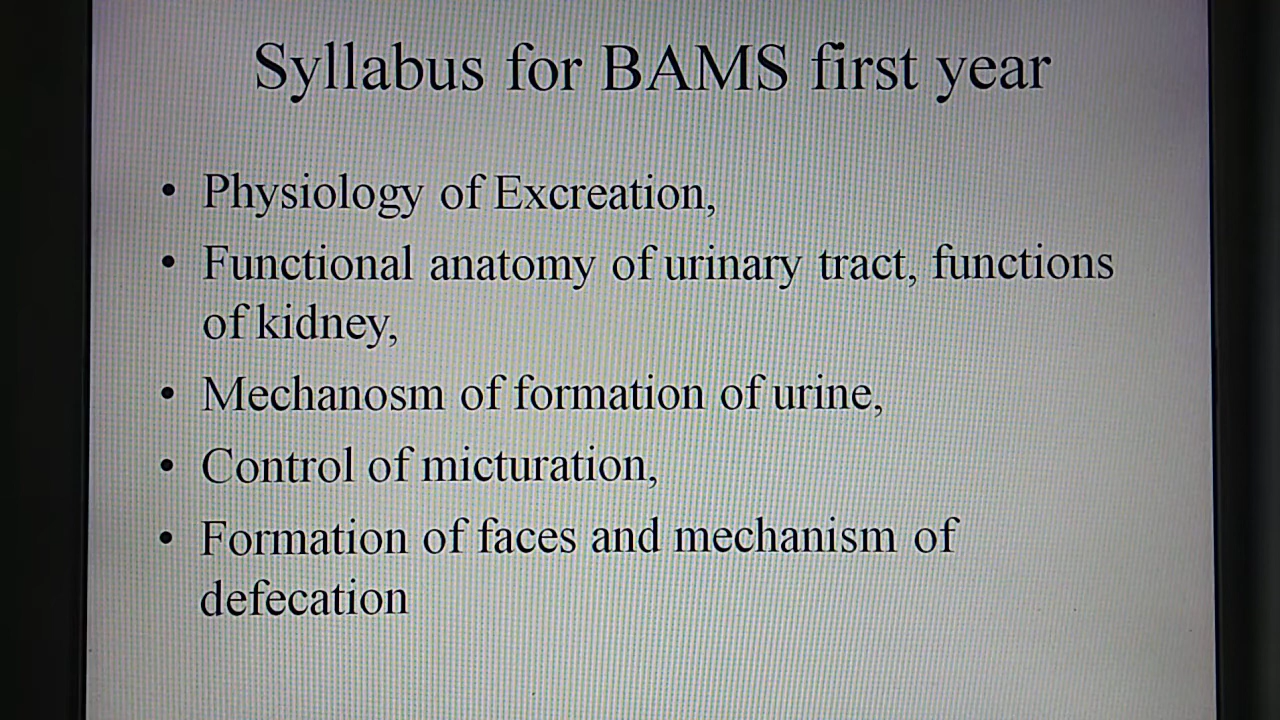 Syllabus for BAMS first year
• Physiology of Excreation,
• Functional anatomy of urinary tract, functions
of kidney,
• Mechanosm of formation of urine,
• Control of micturation,
• Formation of faces and mechanism of
defecation